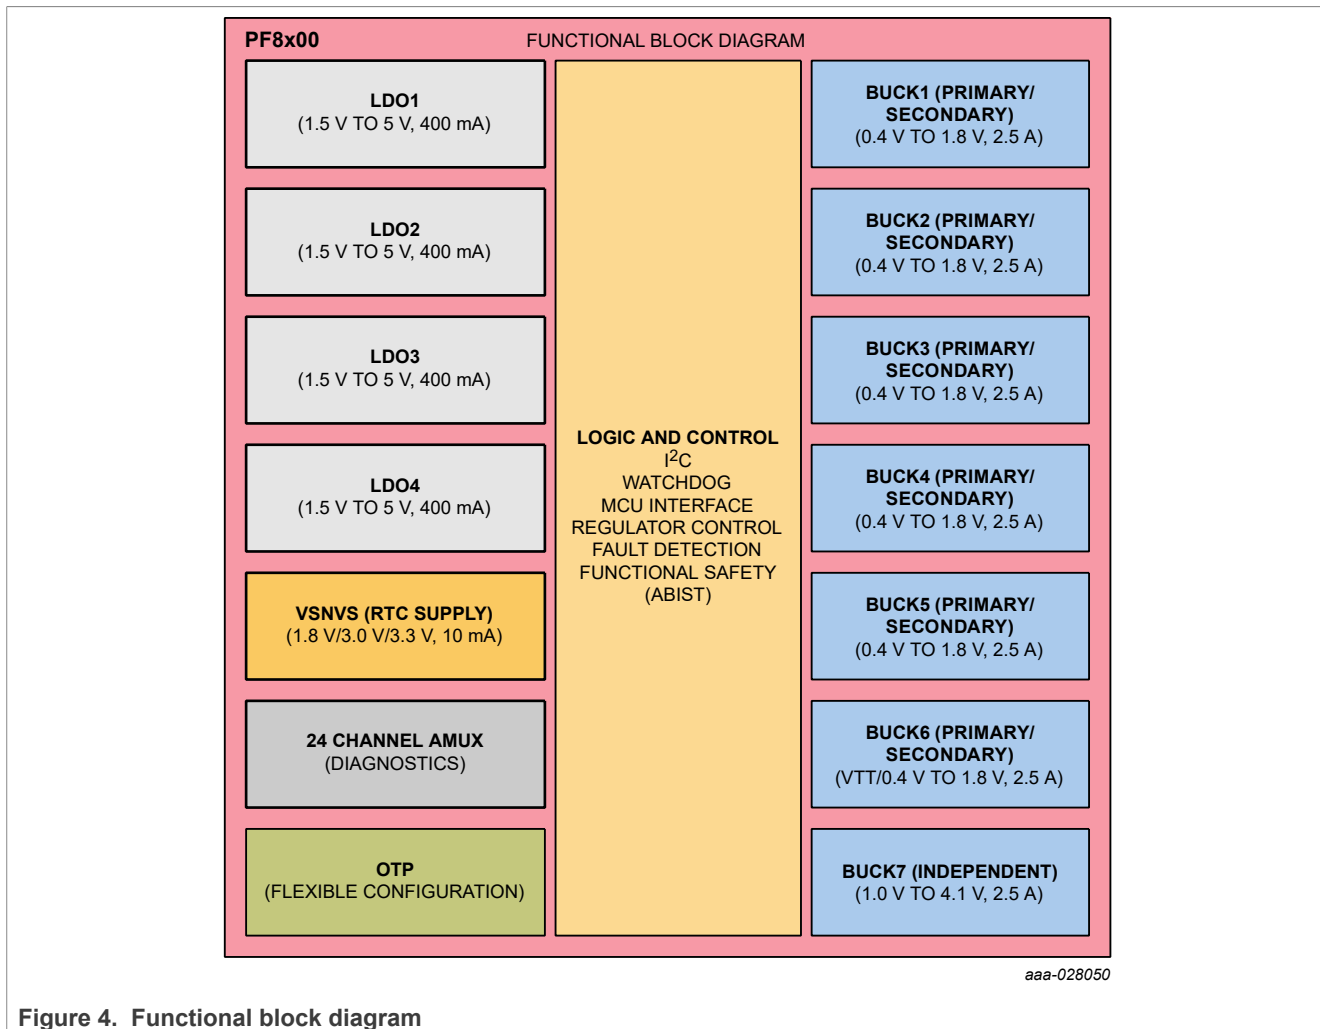 PF8x00
FUNCTIONAL BLOCK DIAGRAM
LDO1
(1.5 V TO 5 V, 400 mA)
LDO2
(1.5 V TO 5 V, 400 mA)
LDO3
(1.5 V TO 5 V, 400 mA)
LDO4
(1.5 V TO 5 V, 400 mA)
VSNVS (RTC SUPPLY)
(1.8 V/3.0 V/3.3 V, 10 mA)
24 CHANNEL AMUX
(DIAGNOSTICS)
OTP
(FLEXIBLE CONFIGURATION)
LOGIC AND CONTROL
I²C
WATCHDOG
MCU INTERFACE
REGULATOR CONTROL
FAULT DETECTION
FUNCTIONAL SAFETY
(ABIST)
BUCK1 (PRIMARY/
SECONDARY)
(0.4 V TO 1.8 V, 2.5 A)
BUCK2 (PRIMARY/
SECONDARY)
(0.4 V TO 1.8 V, 2.5 A)
BUCK3 (PRIMARY/
SECONDARY)
(0.4 V TO 1.8 V, 2.5 A)
BUCK4 (PRIMARY/
SECONDARY)
(0.4 V TO 1.8 V, 2.5 A)
BUCK5 (PRIMARY/
SECONDARY)
(0.4 V TO 1.8 V, 2.5 A)
BUCK6 (PRIMARY/
SECONDARY)
(VTT/0.4 V TO 1.8 V, 2.5 A)
BUCK7 (INDEPENDENT)
(1.0 V TO 4.1 V, 2.5 A)
aaa-028050
Figure 4. Functional block diagram